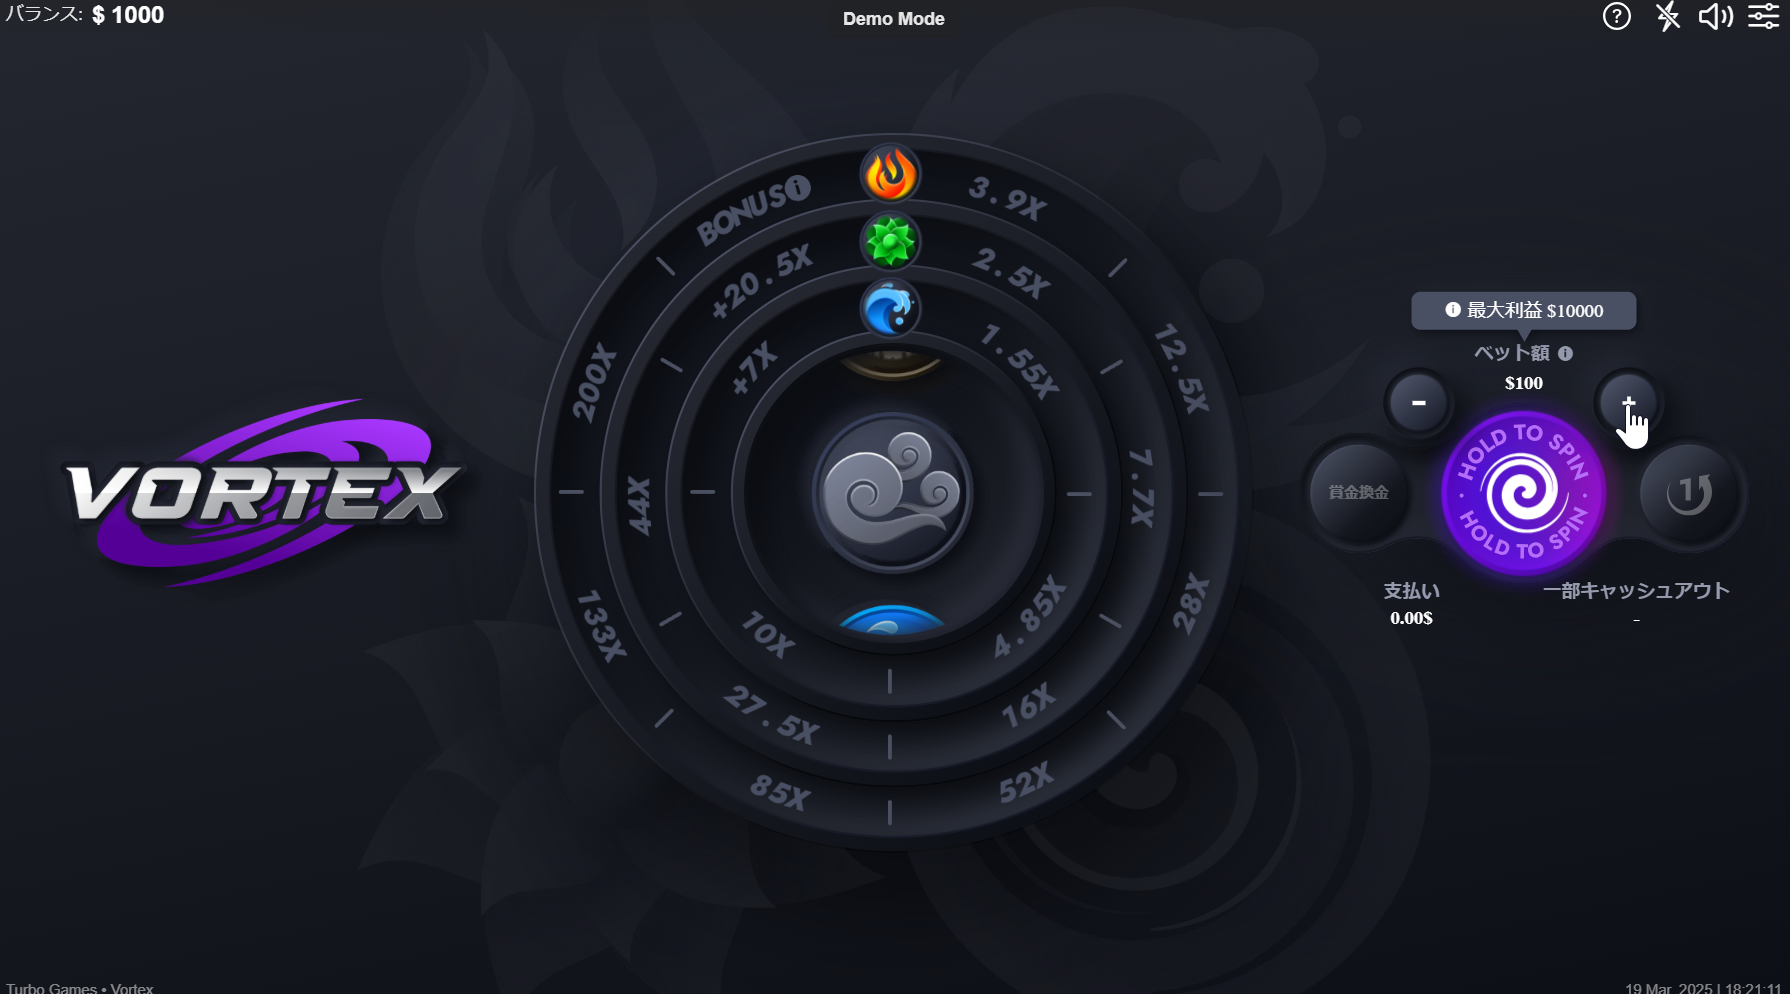 バランス: $ 1000
Demo Mode
?
BONUS i
3.9X
+20.5X
2.5X
+7X
1.55X
200X
12.5X
44X
7.7X
133X
28X
10X
4.85X
27.5X
16X
85X
52X
VORTEX
i 最大利益 $10000
ベット額 i
$100
-
+
HOLD TO SPIN
HOLD TO SPIN
賞金換金
1
支払い
0.00$
一部キャッシュアウト
-
Turbo Games • Vortex
19 Mar, 2025 | 18:21:11